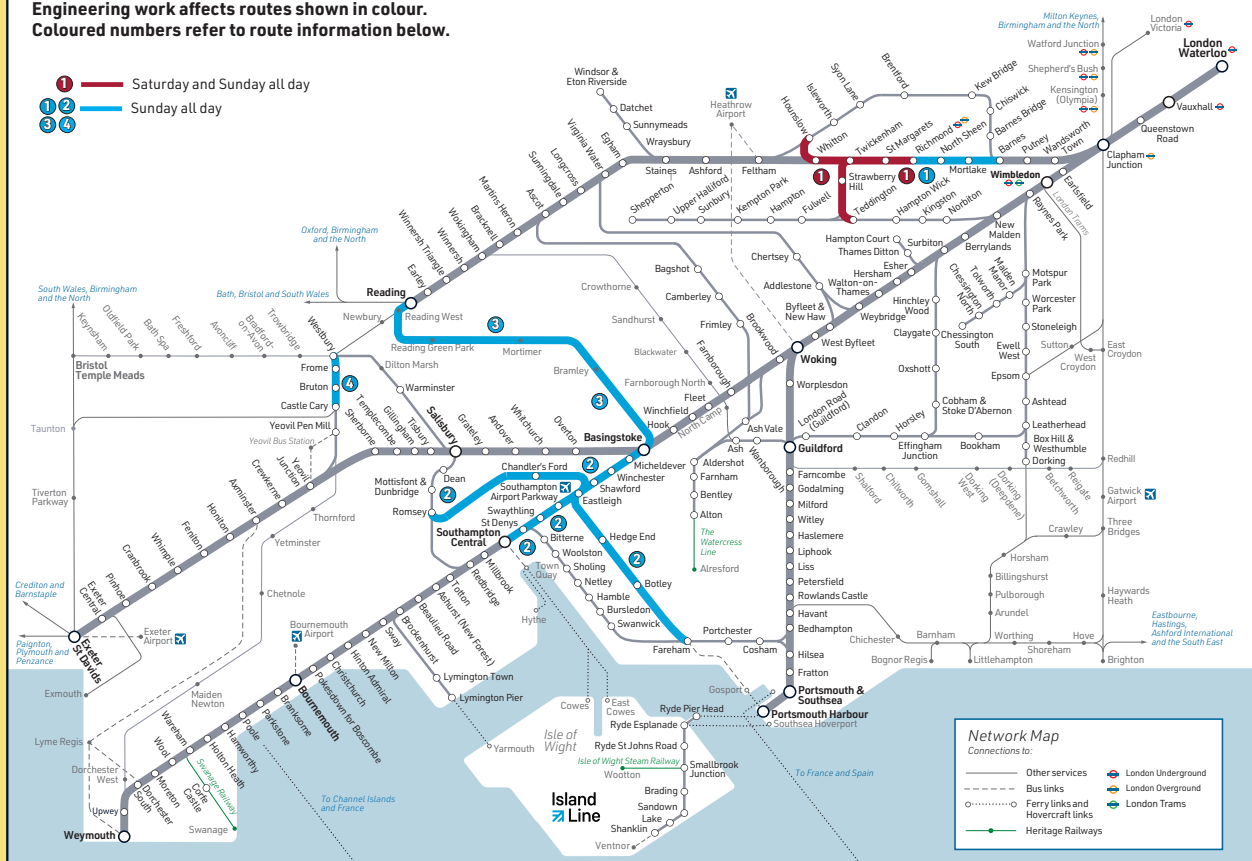 Engineering work affects routes shown in colour.
Coloured numbers refer to route information below.
1 Saturday and Sunday all day
1 2
3 4
Sunday all day
Milton Keynes,
Birmingham and the North
London
Victoria
London
Waterloo
Watford Junction
Shepherd's Bush
Kensington
(Olympia)
Vauxhall
Queenstown
Road
Clapham
Junction
Windsor &
Eton Riverside
Datchet
Sunnymeads
Wraysbury
Heathrow
Airport
Hounslow
Isleworth
Syon Lane
Brentford
Kew Bridge
Chiswick
Barnes Bridge
Whitton
Twickenham
St Margarets
Richmond
North Sheen
Mortlake
Barnes
Putney
Wandsworth
Town
Wimbledon
Earlsfield
London Trams
Raynes Park
1
1
1
Strawberry
Hill
Teddington
Staines
Ashford
Feltham
Shepperton
Upper Halliford
Sunbury
Kempton Park
Hampton
Fulwell
Hampton Wick
Kingston
Norbiton
New
Malden
Berrylands
Surbiton
Hampton Court
Thames Ditton
Esher
Hersham
Walton-on-
Thames
Weybridge
Byfleet &
New Haw
West Byfleet
Woking
Chertsey
Addlestone
Egham
Virginia Water
Longcross
Sunningdale
Ascot
Martins Heron
Bracknell
Wokingham
Winnersh
Winnersh Triangle
Earley
Reading
Oxford, Birmingham
and the North
Bath, Bristol and South Wales
South Wales, Birmingham
and the North
Newbury
Reading West
Reading Green Park
Mortimer
Bramley
3
3
Bagshot
Camberley
Frimley
Crowthorne
Sandhurst
Blackwater
Farnborough North
North Camp
Brookwood
Farnborough
Fleet
Winchfield
Hook
Basingstoke
Ash Vale
Ash
Wanborough
Aldershot
Farnham
Bentley
Alton
The
Watercress
Line
Alresford
Malden
Manor
Tolworth
Chessington
North
Chessington
South
Motspur
Park
Worcester
Park
Stoneleigh
Ewell
West
Epsom
Ashtead
Leatherhead
Box Hill &
Westhumble
Dorking
Sutton
West
Croydon
East
Croydon
Hinchley
Wood
Claygate
Oxshott
Cobham &
Stoke D'Abernon
Worplesdon
London Road
(Guildford)
Clandon
Horsley
Effingham
Junction
Bookham
Guildford
Shalford
Chilworth
Gomshall
Dorking
West
Dorking
(Deepdene)
Betchworth
Reigate
Redhill
Gatwick
Airport
Three
Bridges
Crawley
Horsham
Billingshurst
Pulborough
Arundel
Haywards
Heath
Eastbourne,
Hastings,
Ashford International
and the South East
Chichester
Barnham
Bognor Regis
Littlehampton
Worthing
Shoreham
Hove
Brighton
Farncombe
Godalming
Milford
Witley
Haslemere
Liphook
Liss
Petersfield
Rowlands Castle
Havant
Bedhampton
Hilsea
Fratton
Portsmouth &
Southsea
Portsmouth Harbour
Southsea Hoverport
Keynsham
Oldfield Park
Bath Spa
Freshford
Avoncliff
Bradford-
on-Avon
Trowbridge
Westbury
Bristol
Temple Meads
Dilton Marsh
Warminster
Frome
Bruton
Castle Cary
4
Yeovil Pen Mill
Yeovil Bus Station
Yeovil
Junction
Taunton
Tiverton
Parkway
Sherborne
Templecombe
Gillingham
Tisbury
Salisbury
Grateley
Andover
Whitchurch
Overton
Crewkerne
Axminster
Honiton
Feniton
Whimple
Cranbrook
Pinhoe
Exeter
Central
Exeter
St Davids
Exeter
Airport
Crediton and
Barnstaple
Paignton,
Plymouth and
Penzance
Exmouth
Lyme Regis
Thornford
Yetminster
Chetnole
Maiden
Newton
Dorchester
West
Dean
Mottisfont &
Dunbridge
Romsey
2
Chandler's Ford
2
Southampton
Airport Parkway
Micheldever
Winchester
Shawford
Eastleigh
Swaythling
St Denys
Southampton
Central
2
2
2
Hedge End
Botley
Fareham
Portchester
Cosham
Bitterne
Woolston
Sholing
Netley
Hamble
Bursledon
Swanwick
Town
Quay
Hythe
Millbrook
Redbridge
Totton
Ashurst (New Forest)
Beaulieu Road
Brockenhurst
Sway
New Milton
Hinton Admiral
Christchurch
Pokesdown for Boscombe
Bournemouth
Bournemouth
Airport
Branksome
Parkstone
Poole
Hamworthy
Holton Heath
Wareham
Wool
Moreton
Dorchester
South
Upwey
Weymouth
Swanage Railway
Corfe
Castle
Swanage
Lymington Town
Lymington Pier
Yarmouth
To Channel Islands
and France
To France and Spain
Gosport
Cowes
East
Cowes
Isle of
Wight
Ryde Pier Head
Ryde Esplanade
Ryde St Johns Road
Isle of Wight Steam Railway
Wootton
Smallbrook
Junction
Brading
Sandown
Lake
Shanklin
Ventnor
Island
Line
Network Map
Connections to:
Other services
Bus links
Ferry links and
Hovercraft links
Heritage Railways
London Underground
London Overground
London Trams